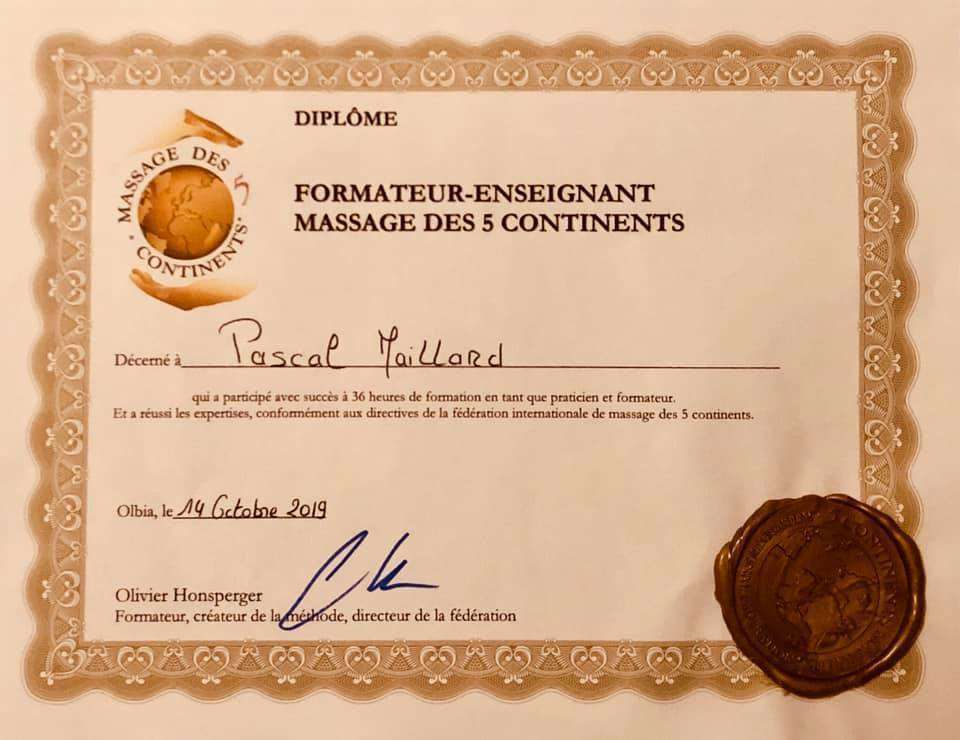 DIPLÔME
MASSAGE DES 5
CONTINENTS
FORMATEUR-ENSEIGNANT
MASSAGE DES 5 CONTINENTS
Décerné à Pascal Maillard
qui a participé avec succès à 36 heures de formation en tant que praticien et formateur.
Et a réussi les expertises, conformément aux directives de la fédération internationale de massage des 5 continents.
Olbia, le 14 Octobre 2019
Olivier Honsperger
Formateur, créateur de la méthode, directeur de la fédération